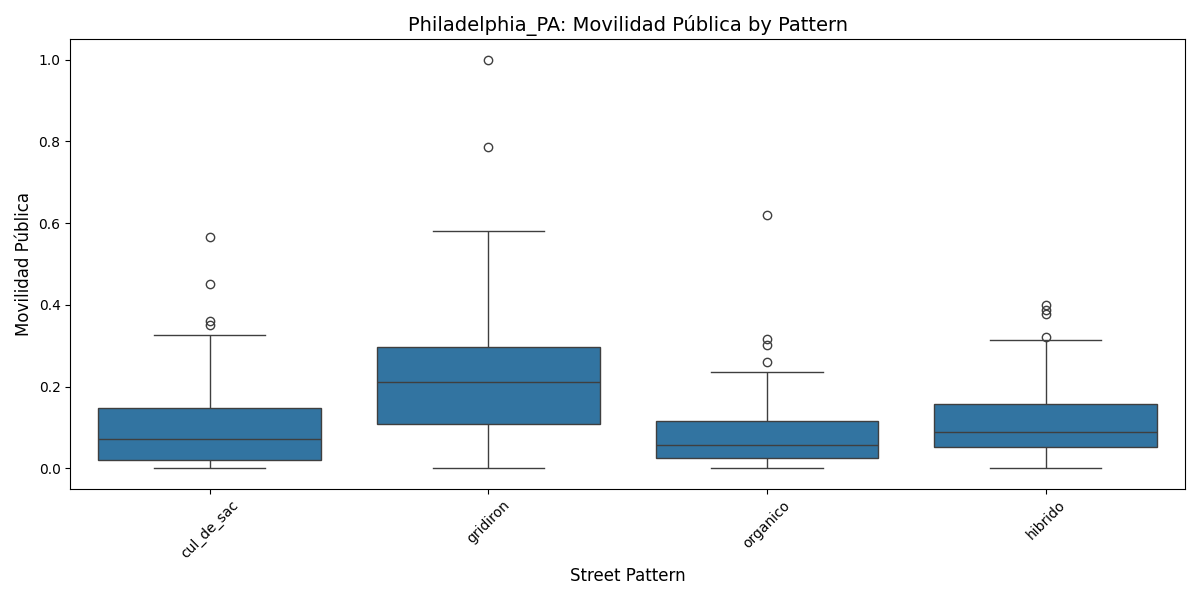 Philadelphia_PA: Movilidad Pública by Pattern
Movilidad Pública
1.0
0.8
0.6
0.4
0.2
0.0
cul_de_sac
gridiron
organico
hibrido
Street Pattern